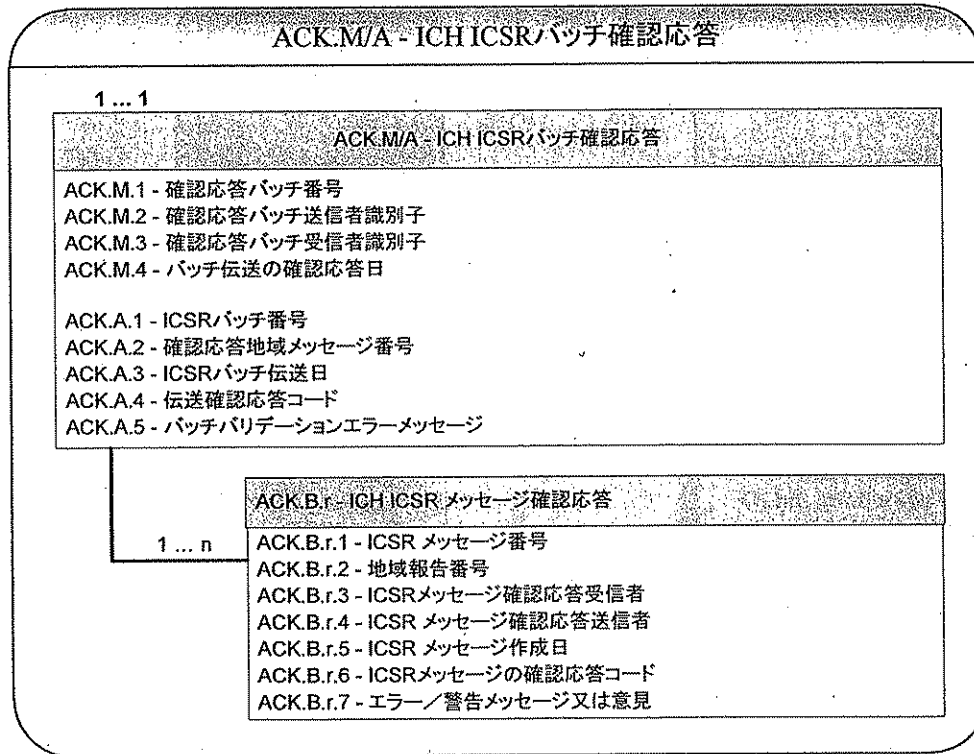 ACK.M/A - ICH ICSRバッチ確認応答
1 ... 1
ACK.M/A - ICH ICSRバッチ確認応答
ACK.M.1 - 確認応答バッチ番号
ACK.M.2 - 確認応答バッチ送信者識別子
ACK.M.3 - 確認応答バッチ受信者識別子
ACK.M.4 - バッチ伝送の確認応答日
ACK.A.1 - ICSRバッチ番号
ACK.A.2 - 確認応答地域メッセージ番号
ACK.A.3 - ICSRバッチ伝送日
ACK.A.4 - 伝送確認応答コード
ACK.A.5 - バッチバリデーションエラーメッセージ
ACK.B.r - ICH ICSR メッセージ確認応答
1 ... n
ACK.B.r.1 - ICSR メッセージ番号
ACK.B.r.2 - 地域報告番号
ACK.B.r.3 - ICSRメッセージ確認応答受信者
ACK.B.r.4 - ICSRメッセージ確認応答送信者
ACK.B.r.5 - ICSR メッセージ作成日
ACK.B.r.6 - ICSRメッセージの確認応答コード
ACK.B.r.7 - エラー／警告メッセージ又は意見